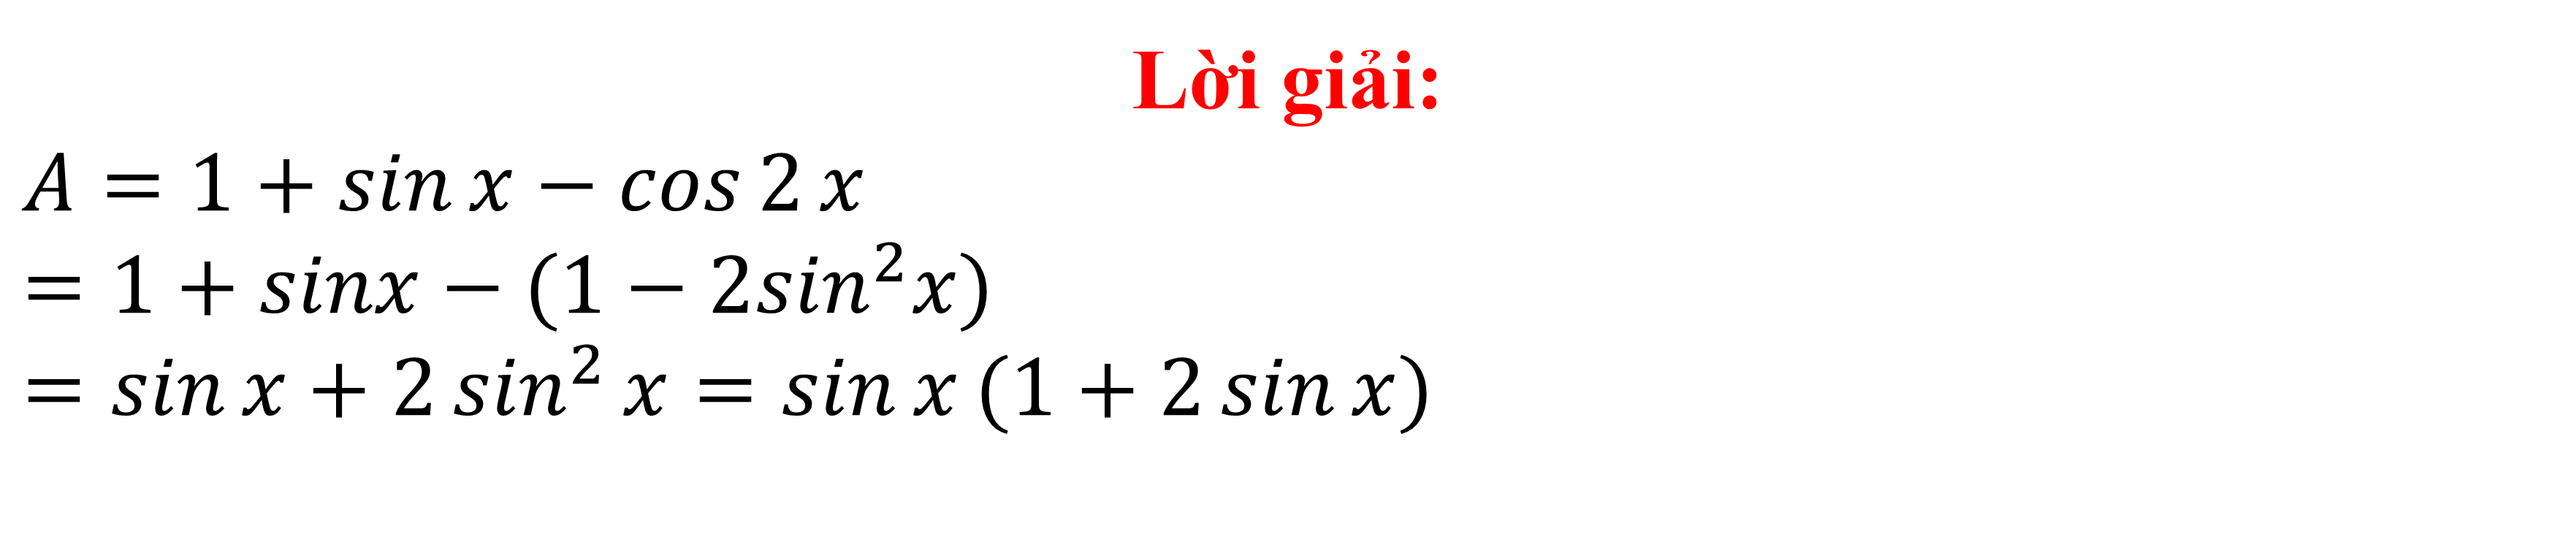 Lời giải:
A = 1 + sin x − cos 2 x
= 1 + sinx − (1 − 2sin²x)
= sin x + 2 sin² x = sin x (1 + 2 sin x)